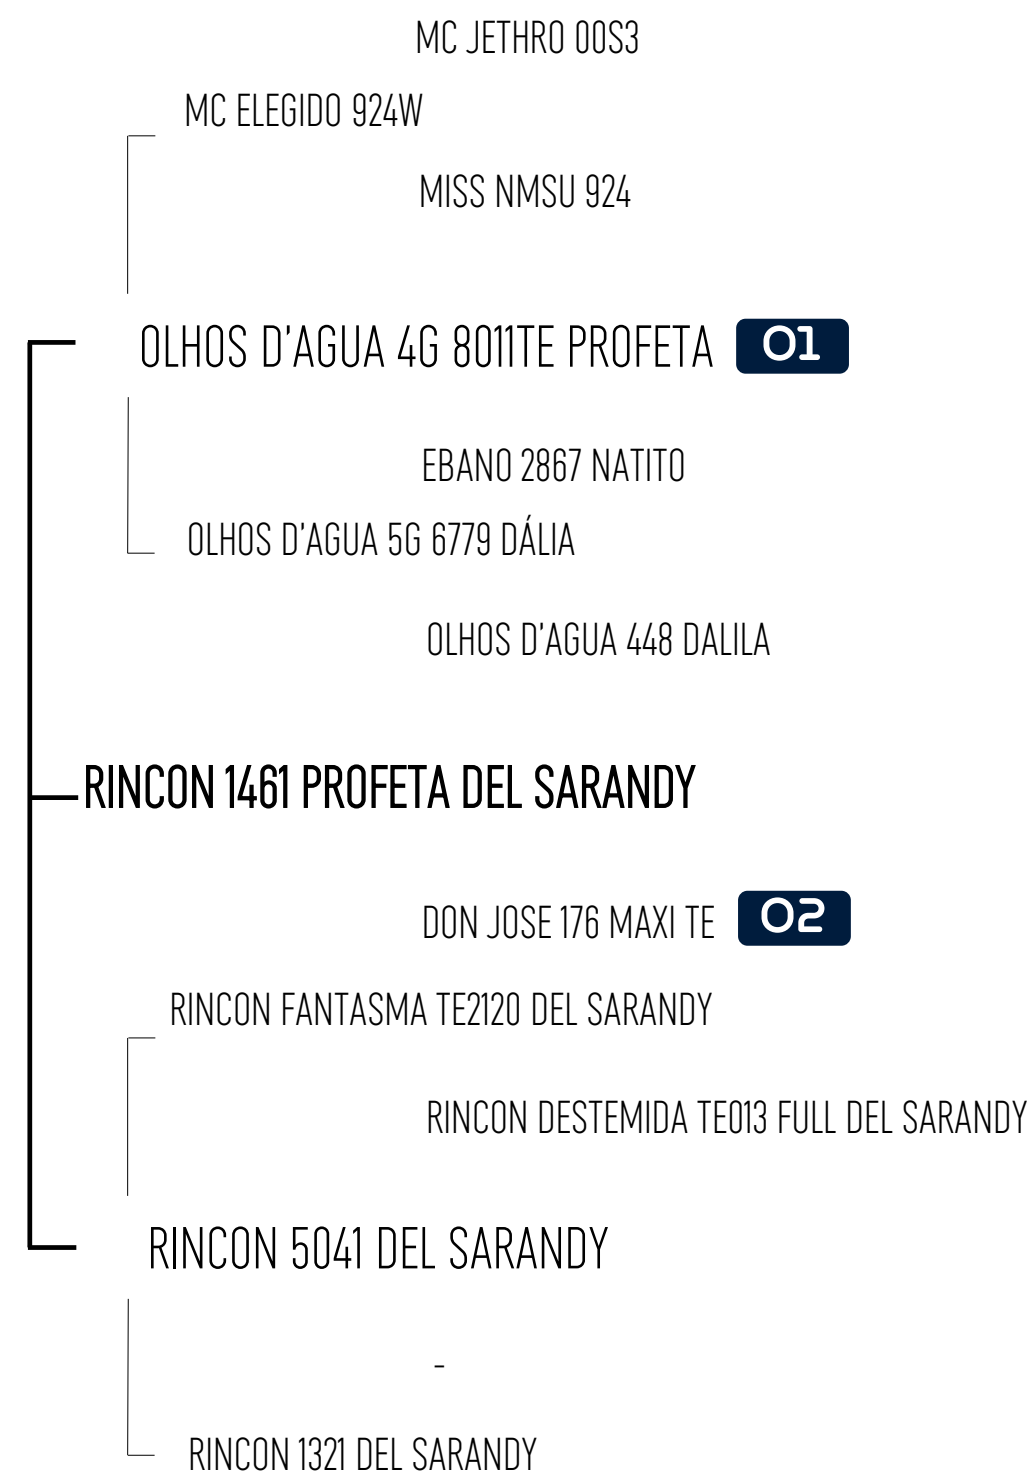 MC JETHRO 00S3
MC ELEGIDO 924W
MISS NMSU 924
OLHOS D'AGUA 4G 8011TE PROFETA 01
EBANO 2867 NATITO
OLHOS D'AGUA 5G 6779 DÁLIA
OLHOS D'AGUA 448 DALILA
RINCON 1461 PROFETA DEL SARANDY
DON JOSE 176 MAXI TE 02
RINCON FANTASMA TE2120 DEL SARANDY
RINCON DESTEMIDA TE013 FULL DEL SARANDY
RINCON 5041 DEL SARANDY
-
RINCON 1321 DEL SARANDY